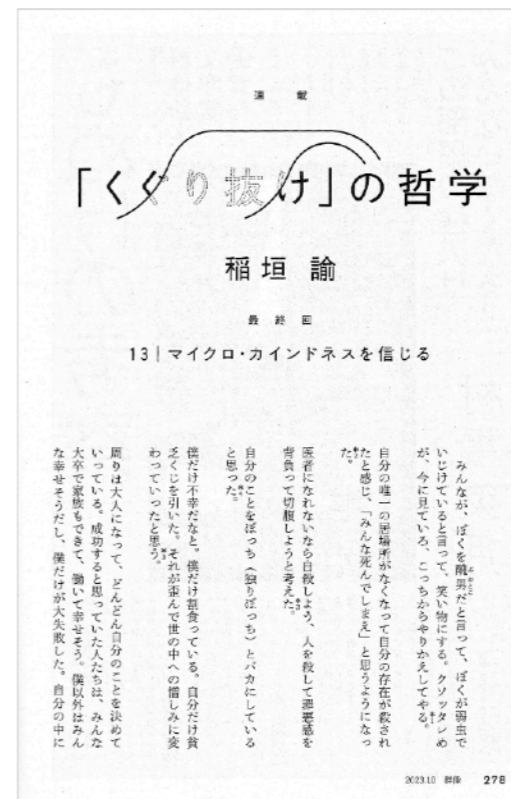 連載
「くぐり抜け」の哲学
稲垣 諭
最終回
13｜マイクロ・カインドネスを信じる
みんなが、ぼくを醜男だと言って、ぼくが弱虫で
いじけていると言って、笑い物にする。クソッタレめ
が、今に見ていろ、こっちからやりかえしてやる。
自分の唯一の居場所がなくなって自分の存在が殺され
たと感じ、「みんな死んでしまえ」と思うようになっ
た。
医者になれないなら自殺しよう、人を殺して罪悪感を
背負って切腹しようと考えた。
自分のことをぼっち（独りぼっち）とバカにしている
と思った。
僕だけ不幸だなと。僕だけ割食っている。自分だけ貧
乏くじを引いた。それが歪んで世の中への憎しみに変
わっていったと思う。
周りは大人になって、どんどん自分のことを決めて
いっている。成功すると思っていた人たちは、みんな
大卒で家族もできて、働いて幸せそう。僕以外はみん
な幸せそうだし、僕だけが大失敗した。自分の中に
2023.10 群像 278